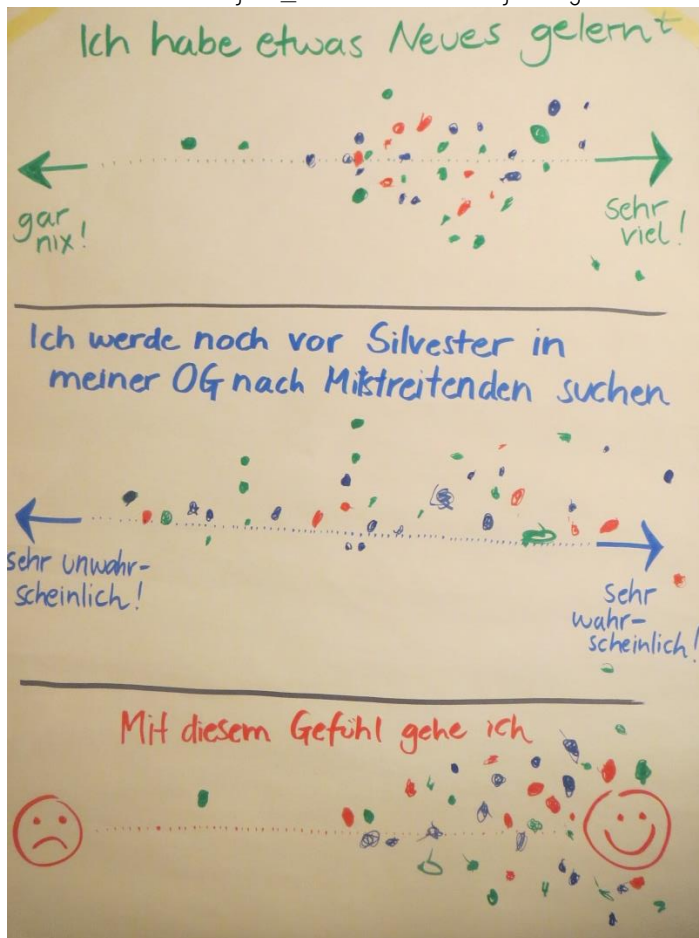 Ich habe etwas Neues gelernt
gar
nix!
sehr
viel!
Ich werde noch vor Silvester in
meiner OG nach Mitstreitenden suchen
sehr unwahr-
scheinlich!
sehr
wahr-
scheinlich!
Mit diesem Gefühl gehe ich